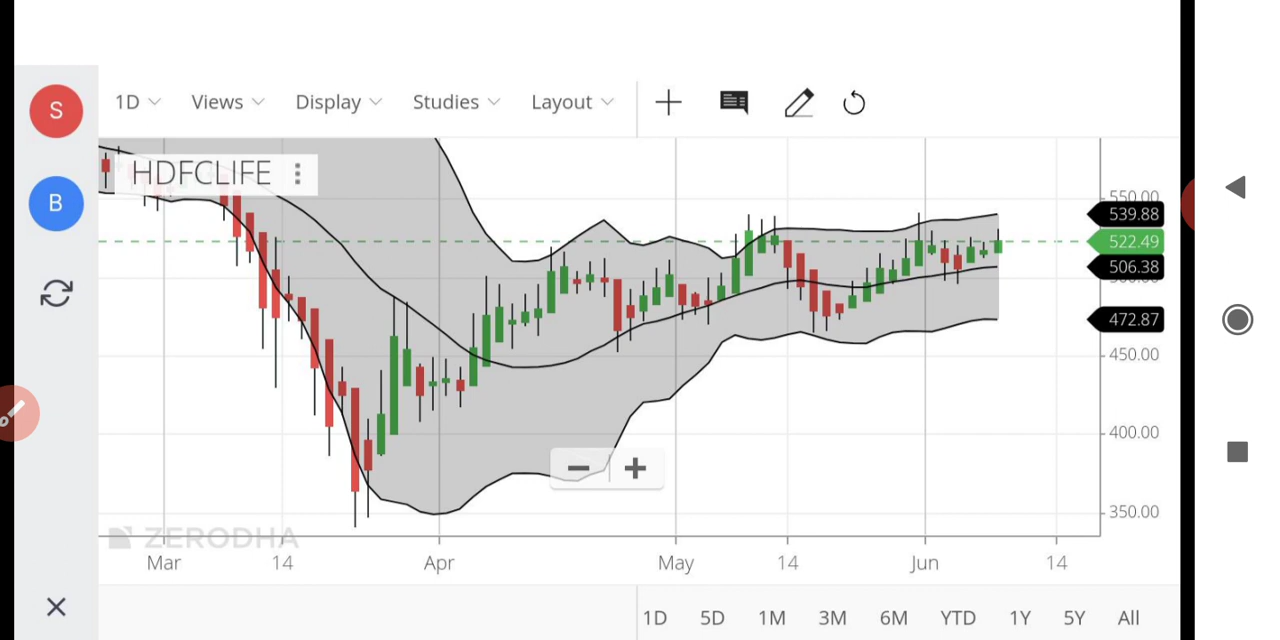 S
1D Views Display Studies Layout
HDFCLIFE
B
550.00
539.88
522.49
506.38
472.87
450.00
400.00
350.00
ZERODHA
Mar 14 Apr May 14 Jun 14
1D 5D 1M 3M 6M YTD 1Y 5Y All